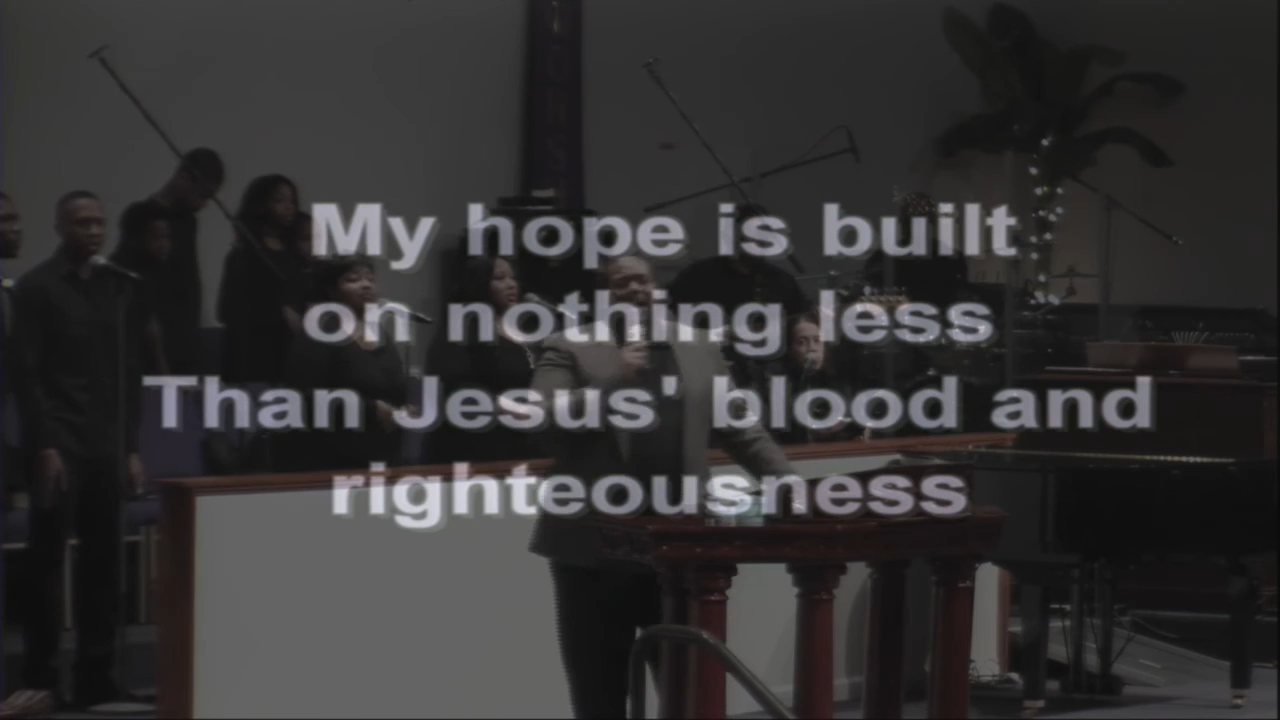 My hope is built
on nothing less
Than Jesus' blood and
righteousness